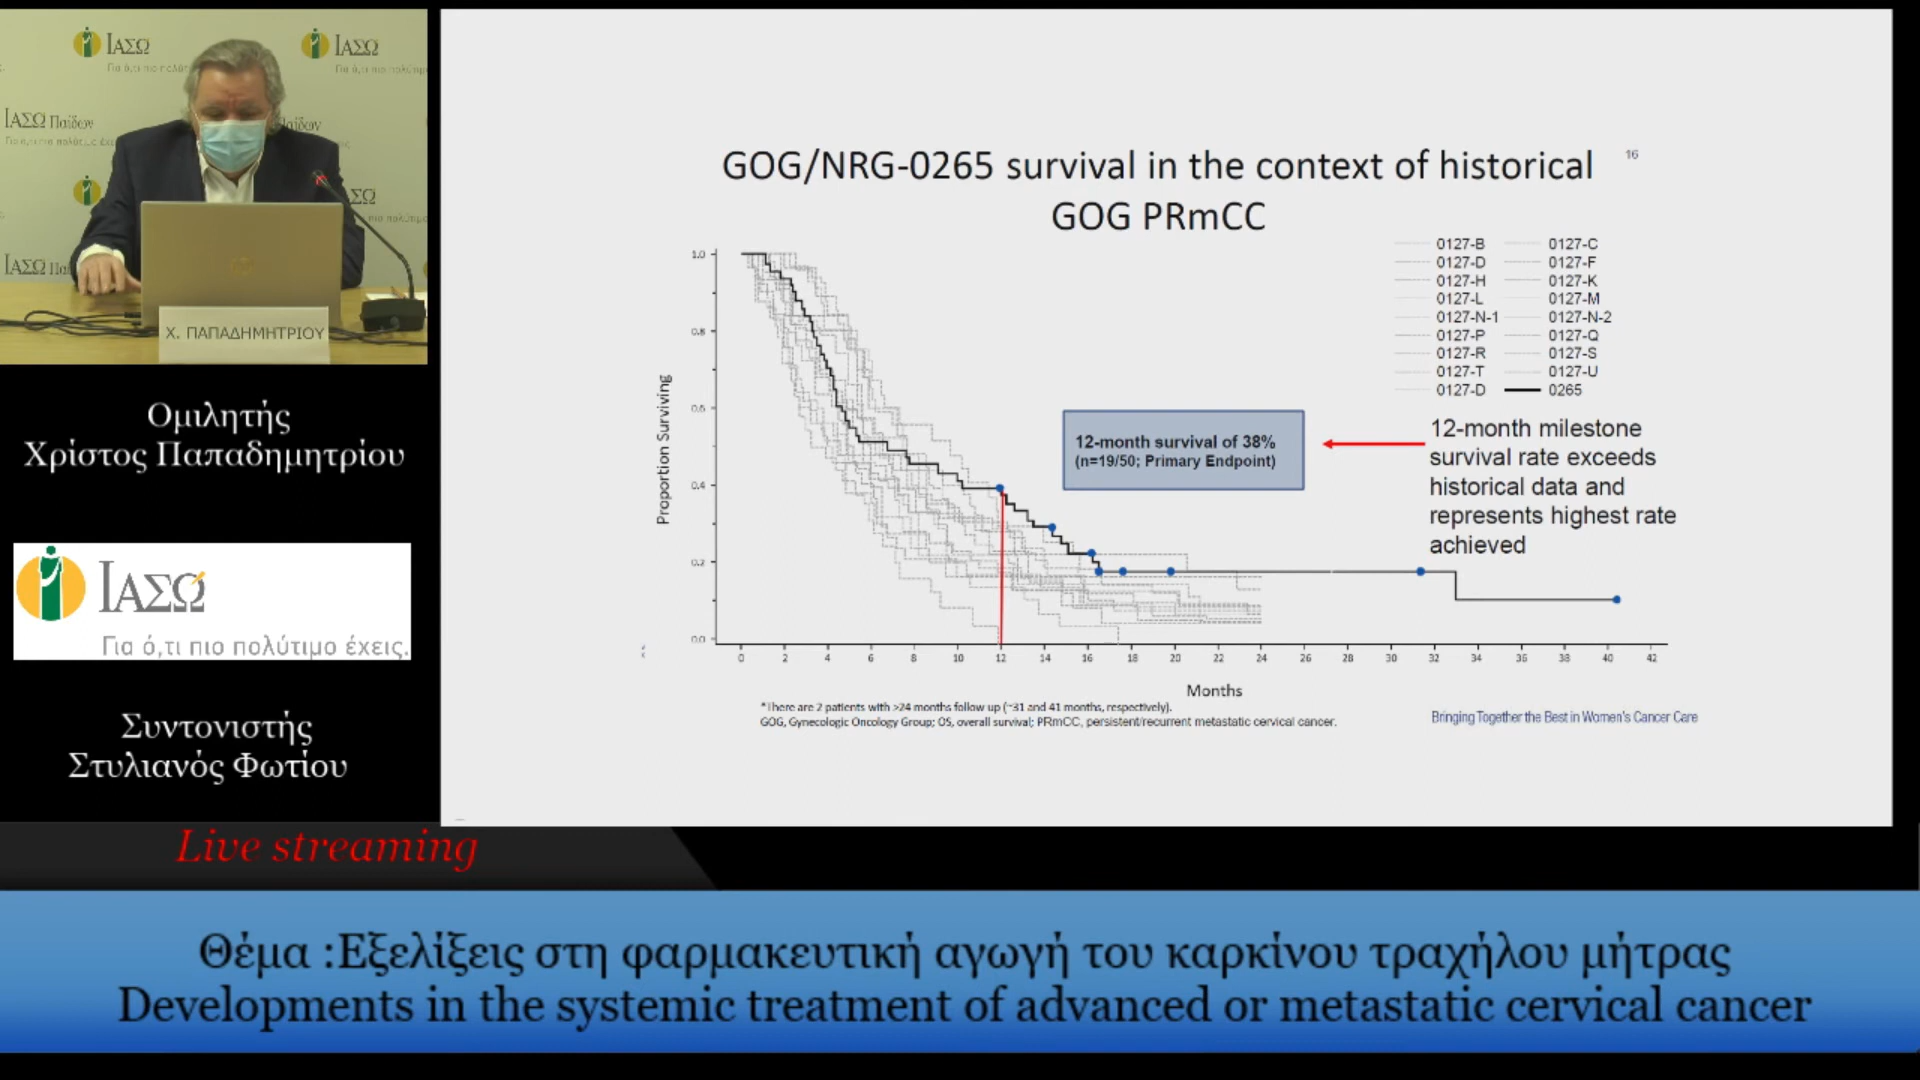 ΙΑΣΩ
ΙΑΣΩ
ΙΑΣΩ Παίδων
Χ. ΠΑΠΑΔΗΜΗΤΡΙΟΥ
Ομιλητής
Χρίστος Παπαδημητρίου
ΙΑΣΩ
Για ό,τι πιο πολύτιμο έχεις.
Συντονιστής
Στυλιανός Φωτίου
Live streaming
16
GOG/NRG-0265 survival in the context of historical
GOG PRmCC
0127-B 0127-C
0127-D 0127-F
0127-H 0127-K
0127-L 0127-M
0127-N-1 0127-N-2
0127-P 0127-Q
0127-R 0127-S
0127-T 0127-U
0127-D 0265
12-month survival of 38%
(n=19/50; Primary Endpoint)
12-month milestone
survival rate exceeds
historical data and
represents highest rate
achieved
Proportion Surviving
1.0
0.8
0.6
0.4
0.2
0.0
0 2 4 6 8 10 12 14 16 18 20 22 24 26 28 30 32 34 36 38 40 42
Months
*There are 2 patients with >24 months follow up (~31 and 41 months, respectively).
GOG, Gynecologic Oncology Group; OS, overall survival; PRmCC, persistent/recurrent metastatic cervical cancer.
Bringing Together the Best in Women's Cancer Care
Θέμα :Εξελίξεις στη φαρμακευτική αγωγή του καρκίνου τραχήλου μήτρας
Developments in the systemic treatment of advanced or metastatic cervical cancer